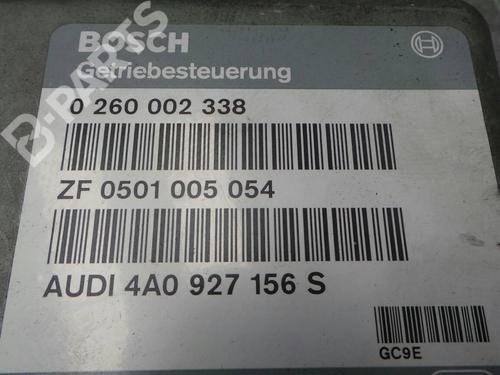 BOSCH
Getriebesteuerung
B-PARTS
0 260 002 338
ZF 0501 005 054
AUDI 4A0 927 156 S
GC9E